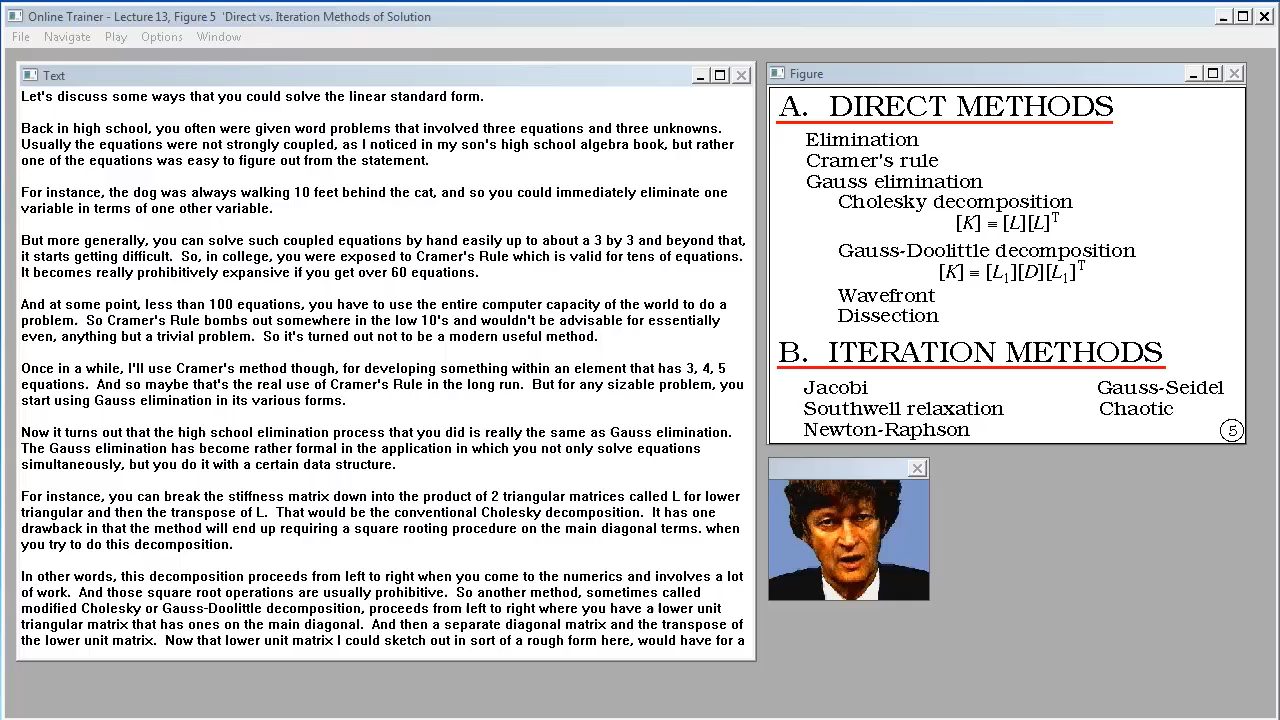 Online Trainer - Lecture 13, Figure 5  'Direct vs. Iteration Methods of Solution
File Navigate Play Options Window
Text
Let's discuss some ways that you could solve the linear standard form.
Back in high school, you often were given word problems that involved three equations and three unknowns.
Usually the equations were not strongly coupled, as I noticed in my son's high school algebra book, but rather
one of the equations was easy to figure out from the statement.
For instance, the dog was always walking 10 feet behind the cat, and so you could immediately eliminate one
variable in terms of one other variable.
But more generally, you can solve such coupled equations by hand easily up to about a 3 by 3 and beyond that,
it starts getting difficult.  So, in college, you were exposed to Cramer's Rule which is valid for tens of equations.
It becomes really prohibitively expansive if you get over 60 equations.
And at some point, less than 100 equations, you have to use the entire computer capacity of the world to do a
problem.  So Cramer's Rule bombs out somewhere in the low 10's and wouldn't be advisable for essentially
even, anything but a trivial problem.  So it's turned out not to be a modern useful method.
Once in a while, I'll use Cramer's method though, for developing something within an element that has 3, 4, 5
equations.  And so maybe that's the real use of Cramer's Rule in the long run.  But for any sizable problem, you
start using Gauss elimination in its various forms.
Now it turns out that the high school elimination process that you did is really the same as Gauss elimination.
The Gauss elimination has become rather formal in the application in which you not only solve equations
simultaneously, but you do it with a certain data structure.
For instance, you can break the stiffness matrix down into the product of 2 triangular matrices called L for lower
triangular and then the transpose of L.  That would be the conventional Cholesky decomposition.  It has one
drawback in that the method will end up requiring a square rooting procedure on the main diagonal terms. when
you try to do this decomposition.
In other words, this decomposition proceeds from left to right when you come to the numerics and involves a lot
of work.  And those square root operations are usually prohibitive.  So another method, sometimes called
modified Cholesky or Gauss-Doolittle decomposition, proceeds from left to right where you have a lower unit
triangular matrix that has ones on the main diagonal.  And then a separate diagonal matrix and the transpose of
the lower unit matrix.  Now that lower unit matrix I could sketch out in sort of a rough form here, would have for a
Figure
A.  DIRECT METHODS
Elimination
Cramer's rule
Gauss elimination
Cholesky decomposition
[K] ≡ [L][L]ᵀ
Gauss-Doolittle decomposition
[K] ≡ [L₁][D][L₁]ᵀ
Wavefront
Dissection
B.  ITERATION METHODS
Jacobi Gauss-Seidel
Southwell relaxation Chaotic
Newton-Raphson
5